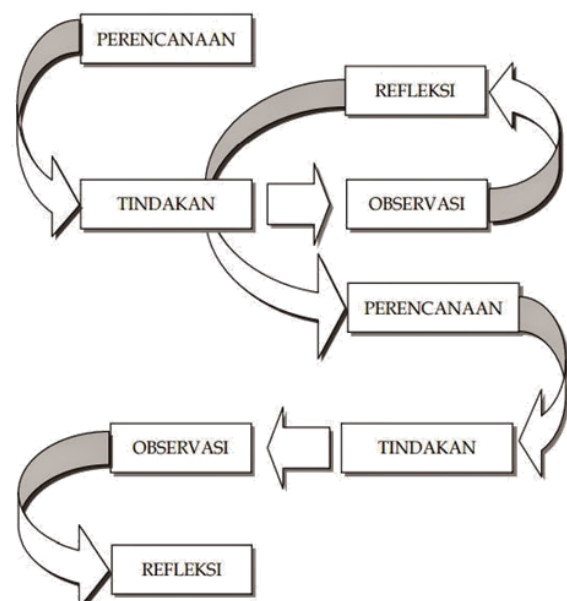 PERENCANAAN
REFLEKSI
TINDAKAN
OBSERVASI
PERENCANAAN
OBSERVASI
TINDAKAN
REFLEKSI